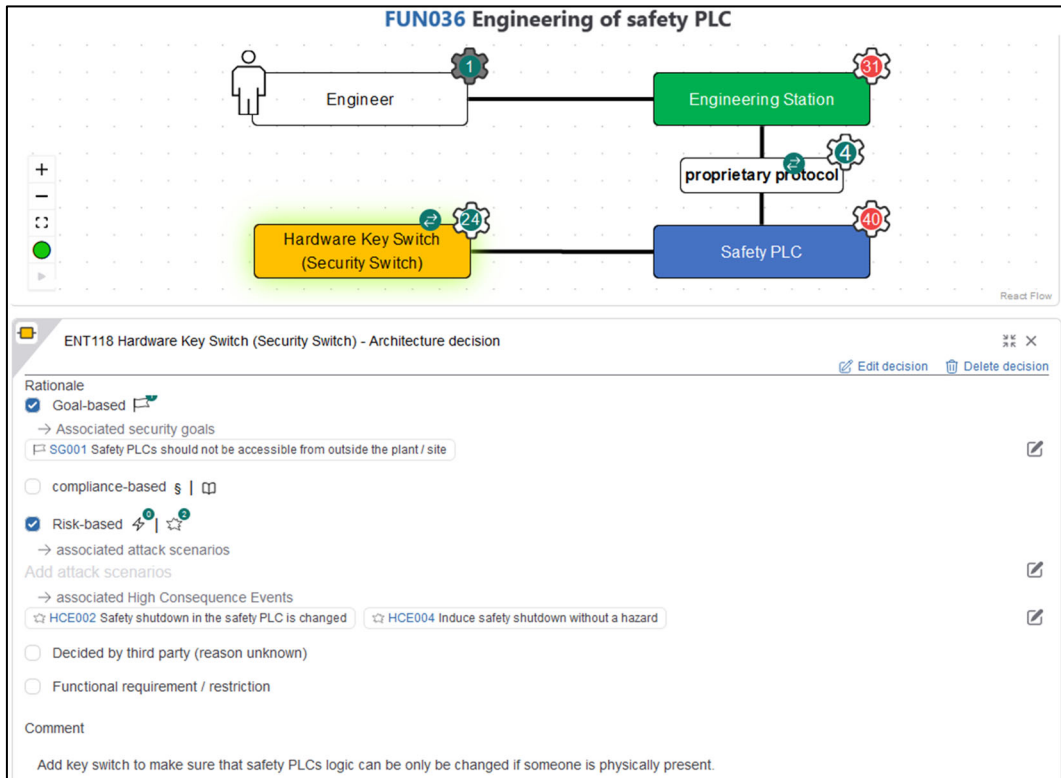 FUN036 Engineering of safety PLC
1
31
Engineer
Engineering Station
4
proprietary protocol
24
40
Hardware Key Switch
(Security Switch)
Safety PLC
React Flow
ENT118 Hardware Key Switch (Security Switch) - Architecture decision
Edit decision Delete decision
Rationale
Goal-based
→ Associated security goals
SG001 Safety PLCs should not be accessible from outside the plant / site
compliance-based § |
Risk-based 0 | 2
→ associated attack scenarios
Add attack scenarios
→ associated High Consequence Events
HCE002 Safety shutdown in the safety PLC is changed HCE004 Induce safety shutdown without a hazard
Decided by third party (reason unknown)
Functional requirement / restriction
Comment
Add key switch to make sure that safety PLCs logic can be only be changed if someone is physically present.